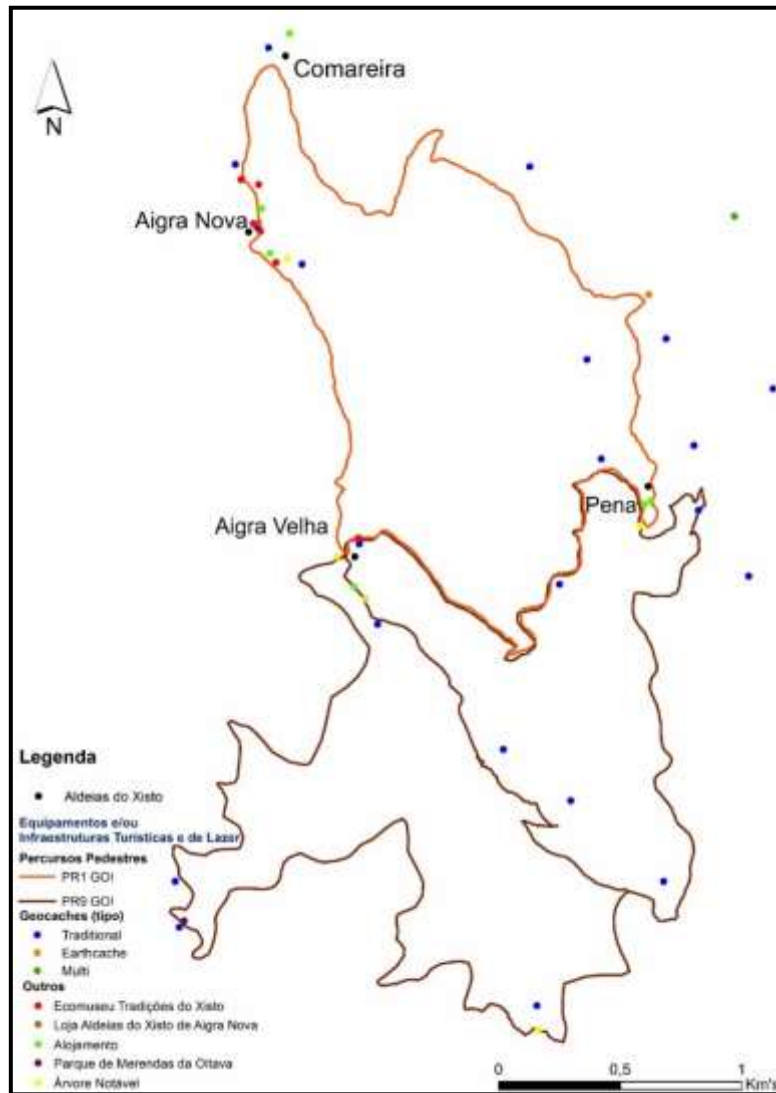 Comareira
N
Aigra Nova
Pena
Aigra Velha
Legenda
Aldeias do Xisto
Equipamentos e/ou
Infraestruturas Turísticas e de Lazer
Percursos Pedestres
PR1 GOI
PR9 GOI
Geocaches (tipo)
Traditional
Earthcache
Multi
Outros
Ecomuseu Tradições do Xisto
Loja Aldeias do Xisto de Aigra Nova
Alojamento
Parque de Merendas da Oitava
Árvore Notável
0 0,5 1
Km's